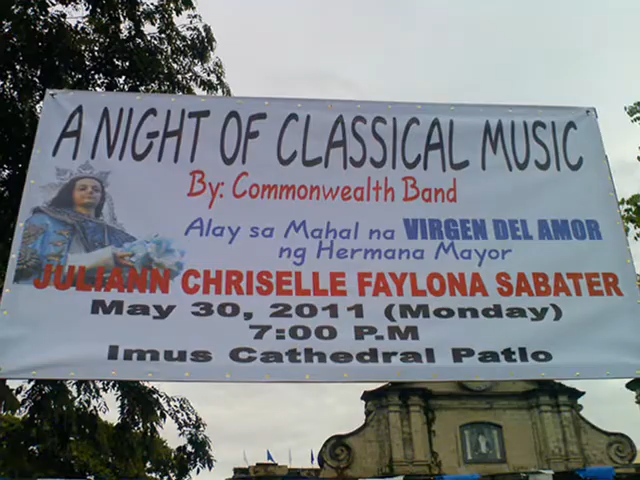 A NIGHT OF CLASSICAL MUSIC
By: Commonwealth Band
Alay sa Mahal na VIRGEN DEL AMOR
ng Hermana Mayor
JULIANN CHRISELLE FAYLONA SABATER
May 30, 2011 (Monday)
7:00 P.M
Imus Cathedral Patio